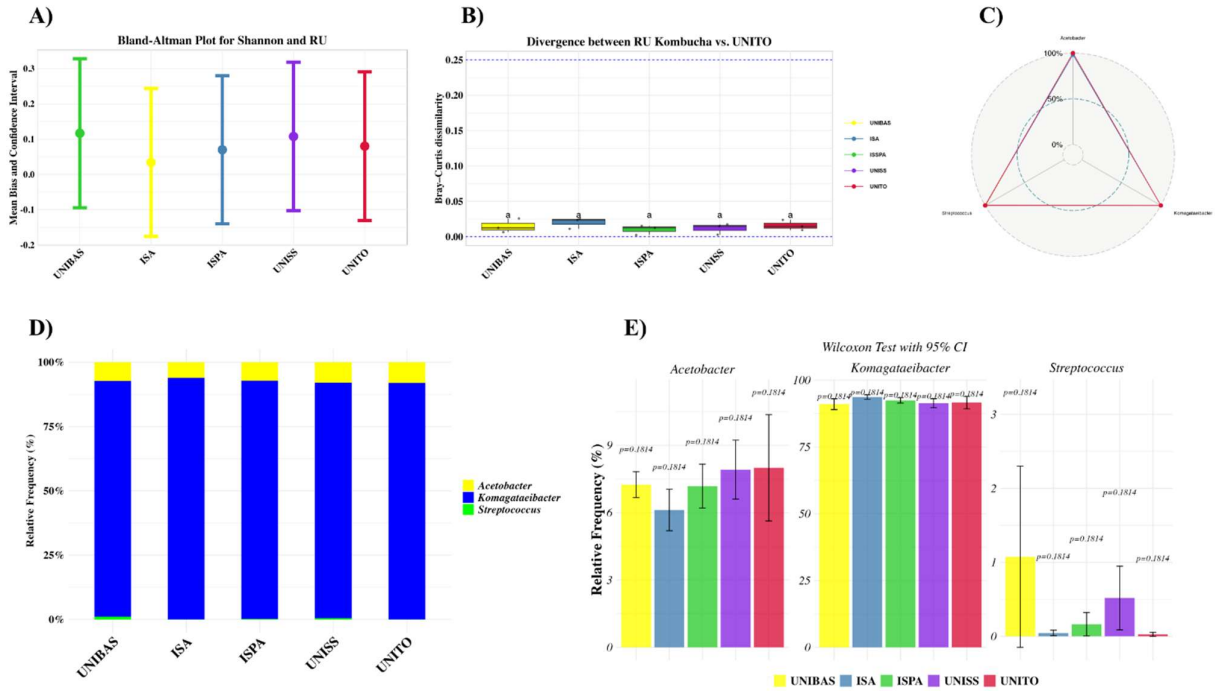 A)
Bland-Altman Plot for Shannon and RU
Mean Bias and Confidence Interval
0.3
0.2
0.1
0.0
-0.1
-0.2
UNIBAS
ISA
ISPA
UNISS
UNITO
B)
Divergence between RU Kombucha vs. UNITO
Bray–Curtis dissimilarity
0.25
0.20
0.15
0.10
0.05
0.00
a a a a a
UNIBAS
ISA
ISPA
UNISS
UNITO
UNIBAS
ISA
ISSPA
UNISS
UNITO
C)
Acetobacter
100%
50%
0%
Streptococcus
Komagataeibacter
D)
Relative Frequency (%)
100%
75%
50%
25%
0%
UNIBAS
ISA
ISPA
UNISS
UNITO
Acetobacter
Komagataeibacter
Streptococcus
E)
Wilcoxon Test with 95% CI
Acetobacter
Komagataeibacter
Streptococcus
Relative Frequency (%)
9
6
3
0
p=0.1814
p=0.1814
p=0.1814
p=0.1814
p=0.1814
100
75
50
25
0
p=0.1814
p=0.1814
p=0.1814
p=0.1814
p=0.1814
3
2
1
0
p=0.1814
p=0.1814
p=0.1814
p=0.1814
p=0.1814
UNIBAS ISA ISPA UNISS UNITO